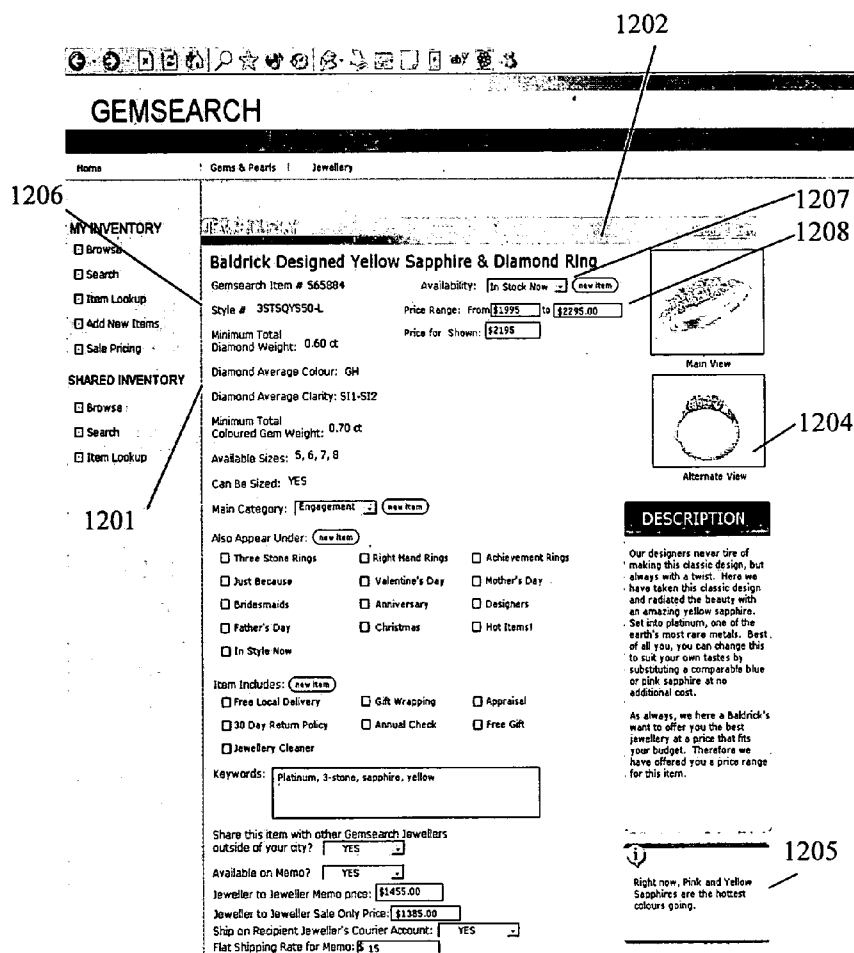 1202
GEMSEARCH
Home
Gems & Pearls
Jewellery
1206
1207
1208
MY INVENTORY
Browse
Search
Item Lookup
Add New Items
Sale Pricing
SHARED INVENTORY
Browse
Search
Item Lookup
1201
Baldrick Designed Yellow Sapphire & Diamond Ring
Gemsearch Item # S65884
Availability: In Stock Now new item
Style # 3STSQYS50-L
Price Range: From $1995 to $2295.00
Price for Shown: $2195
Minimum Total
Diamond Weight: 0.60 ct
Diamond Average Colour: GH
Diamond Average Clarity: SI1-SI2
Minimum Total
Coloured Gem Weight: 0.70 ct
Available Sizes: 5, 6, 7, 8
Can Be Sized: YES
Main Category: Engagement new item
Also Appear Under: new item
Three Stone Rings Right Hand Rings Achievement Rings
Just Because Valentine's Day Mother's Day
Bridesmaids Anniversary Designers
Father's Day Christmas Hot Items!
In Style Now
Item Includes: new item
Free Local Delivery Gift Wrapping Appraisal
30 Day Return Policy Annual Check Free Gift
Jewellery Cleaner
Keywords: Platinum, 3-stone, sapphire, yellow
Share this item with other Gemsearch Jewellers
outside of your city? YES
Available on Memo? YES
Jeweller to Jeweller Memo price: $1455.00
Jeweller to Jeweller Sale Only Price: $1385.00
Ship on Recipient Jeweller's Courier Account: YES
Flat Shipping Rate for Memo: $ 15
Main View
1204
Alternate View
DESCRIPTION
Our designers never tire of
making this classic design, but
always with a twist. Here we
have taken this classic design
and radiated the beauty with
an amazing yellow sapphire.
Set into platinum, one of the
earth's most rare metals. Best
of all you, you can change this
to suit your own tastes by
substituting a comparable blue
or pink sapphire at no
additional cost.
As always, we here a Baldrick's
want to offer you the best
jewellery at a price that fits
your budget. Therefore we
have offered you a price range
for this item.
1205
Right now, Pink and Yellow
Sapphires are the hottest
colours going.